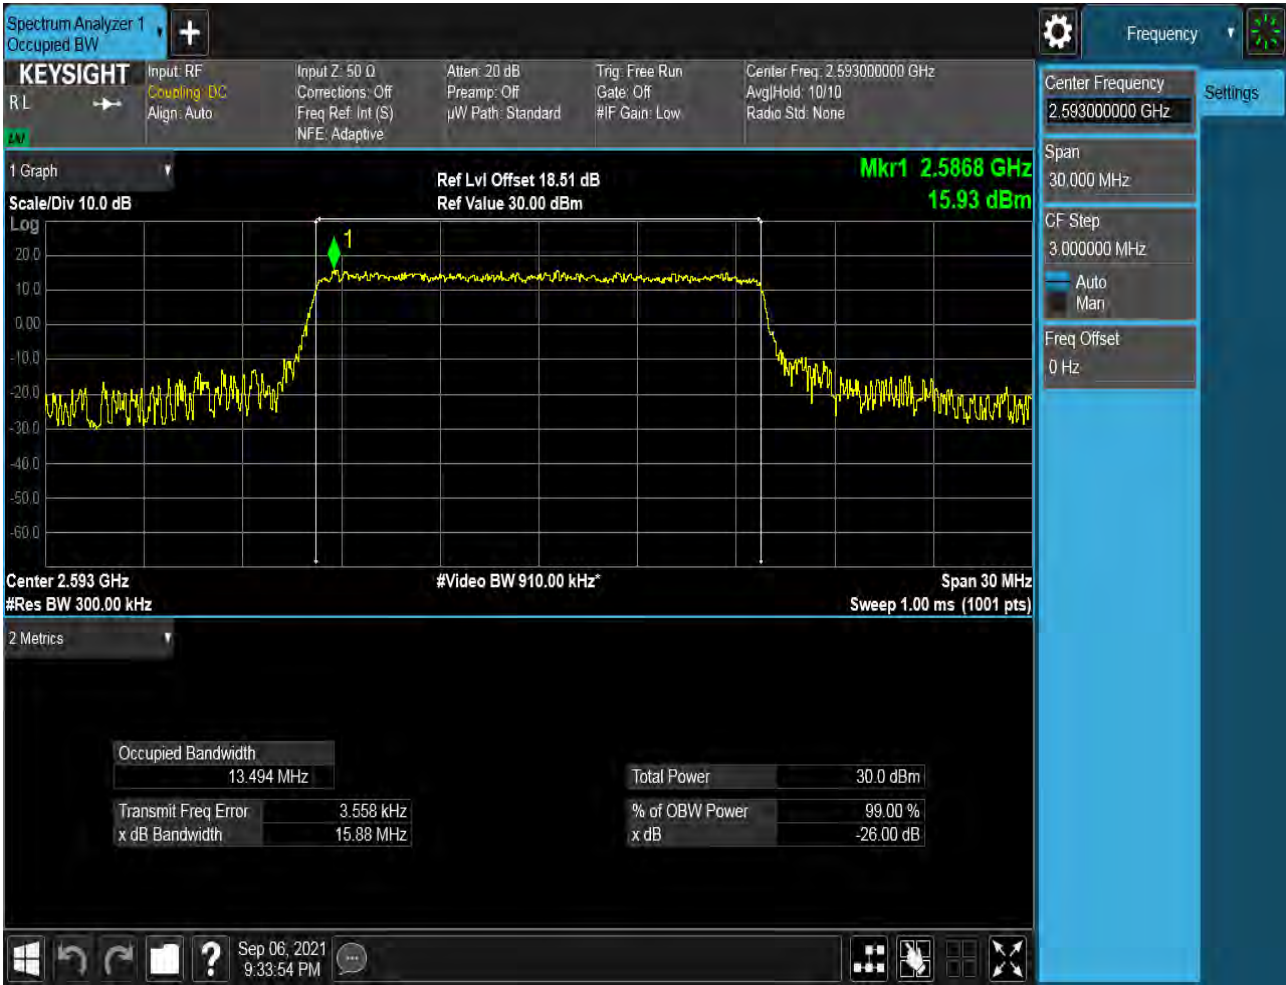 Spectrum Analyzer 1
Occupied BW
+
Frequency
KEYSIGHT
R L
Input: RF
Coupling: DC
Align: Auto
Input Z: 50 Ω
Corrections: Off
Freq Ref: Int (S)
NFE: Adaptive
Atten: 20 dB
Preamp: Off
µW Path: Standard
Trig: Free Run
Gate: Off
#IF Gain: Low
Center Freq: 2.593000000 GHz
Avg|Hold: 10/10
Radio Std: None
Center Frequency
2.593000000 GHz
Settings
Span
30.000 MHz
CF Step
3.000000 MHz
Auto
Man
Freq Offset
0 Hz
1 Graph
Scale/Div 10.0 dB
Log
Ref Lvl Offset 18.51 dB
Ref Value 30.00 dBm
Mkr1 2.5868 GHz
15.93 dBm
1
20.0
10.0
0.00
-10.0
-20.0
-30.0
-40.0
-50.0
-60.0
Center 2.593 GHz
#Video BW 910.00 kHz*
Span 30 MHz
#Res BW 300.00 kHz
Sweep 1.00 ms (1001 pts)
2 Metrics
Occupied Bandwidth
13.494 MHz
Total Power 30.0 dBm
Transmit Freq Error 3.558 kHz
% of OBW Power 99.00 %
x dB Bandwidth 15.88 MHz
x dB -26.00 dB
?
Sep 06, 2021
9:33:54 PM